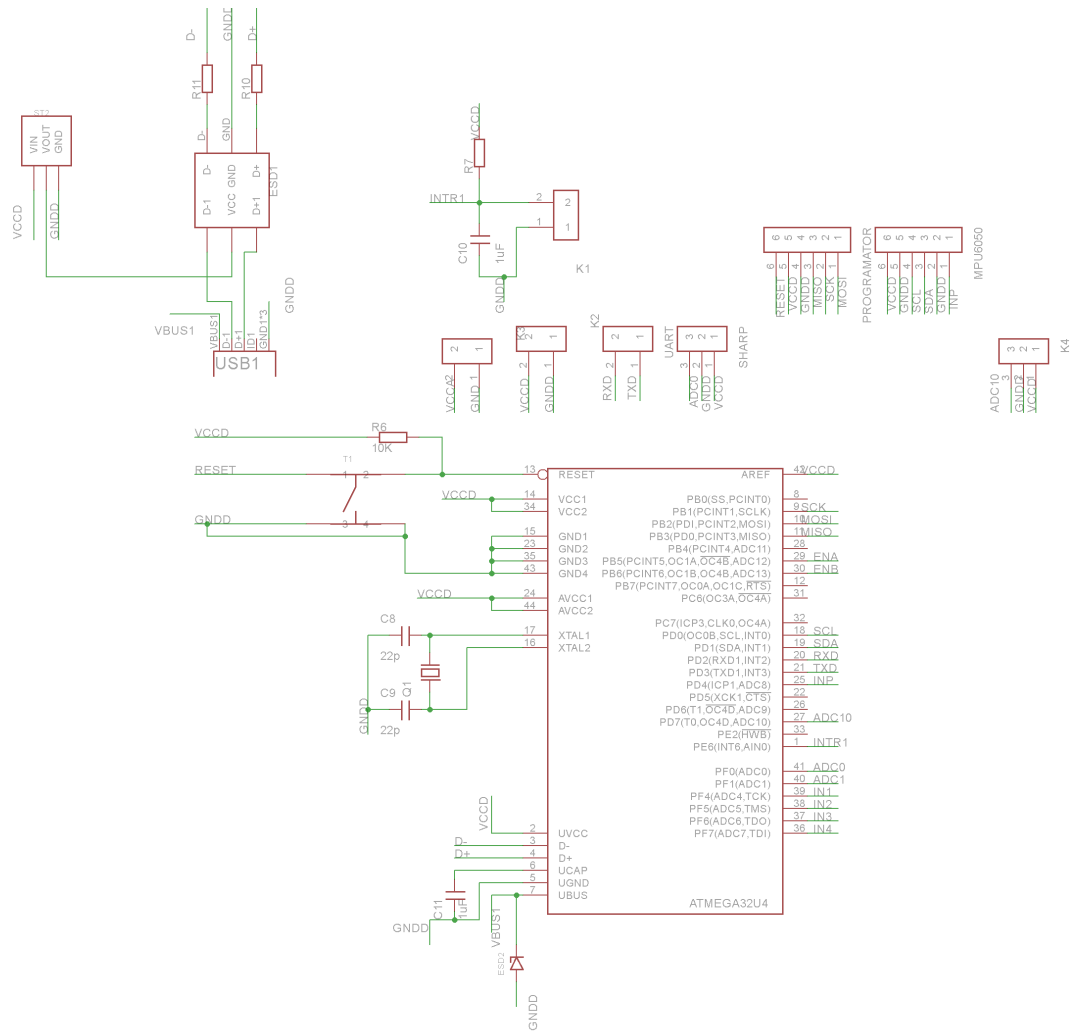 D-
GNDD
D+
R11
R10
ST2
VIN
VOUT
GND
D-
GND
D-
VCC GND
D+
ESD1
D-1
D+1
VCCD
GNDD
VBUS1
VBUS1
D-1
D+1
ID1
GND1*3
GNDD
USB1
VCCD
R7
INTR1
2
2
1
1
C10
1uF
GNDD
K1
6
5
4
3
2
1
6
5
4
3
2
1
RESET
VCCD
GNDD
MISO
SCK
MOSI
PROGRAMATOR
6
5
4
3
2
1
6
5
4
3
2
1
VCCD
GNDD
SCL
SDA
GNDD
INP
MPU6050
2
1
2
1
VCCA
GND
K3
2
1
2
1
VCCD
GNDD
K2
2
1
2
1
RXD
TXD
UART
3
2
1
3
2
1
ADC0
GNDD
VCCD
SHARP
3
2
1
3
2
1
ADC10
GNDD
VCCD
K4
VCCD
R6
10K
RESET
T1
1
2
GNDD
3
4
13 RESET
VCCD
14 VCC1
34 VCC2
15 GND1
23 GND2
35 GND3
43 GND4
VCCD
24 AVCC1
44 AVCC2
C8
22p
17 XTAL1
16 XTAL2
Q1
C9
22p
GNDD
VCCD
2 UVCC
D- 3 D-
D+ 4 D+
6 UCAP
5 UGND
7 UBUS
C11
1uF
GNDD
VBUS1
ESD2
GNDD
AREF 42 VCCD
PB0(SS,PCINT0) 8
PB1(PCINT1,SCLK) 9 SCK
PB2(PDI,PCINT2,MOSI) 10 MOSI
PB3(PD0,PCINT3,MISO) 11 MISO
PB4(PCINT4,ADC11) 28
PB5(PCINT5,OC1A,OC4B,ADC12) 29 ENA
PB6(PCINT6,OC1B,OC4B,ADC13) 30 ENB
PB7(PCINT7,OC0A,OC1C,RTS) 12
PC6(OC3A,OC4A) 31
PC7(ICP3,CLK0,OC4A) 32
PD0(OC0B,SCL,INT0) 18 SCL
PD1(SDA,INT1) 19 SDA
PD2(RXD1,INT2) 20 RXD
PD3(TXD1,INT3) 21 TXD
PD4(ICP1,ADC8) 25 INP
PD5(XCK1,CTS) 22
PD6(T1,OC4D,ADC9) 26
PD7(T0,OC4D,ADC10) 27 ADC10
PE2(HWB) 33
PE6(INT6,AIN0) 1 INTR1
PF0(ADC0) 41 ADC0
PF1(ADC1) 40 ADC1
PF4(ADC4,TCK) 39 IN1
PF5(ADC5,TMS) 38 IN2
PF6(ADC6,TDO) 37 IN3
PF7(ADC7,TDI) 36 IN4
ATMEGA32U4